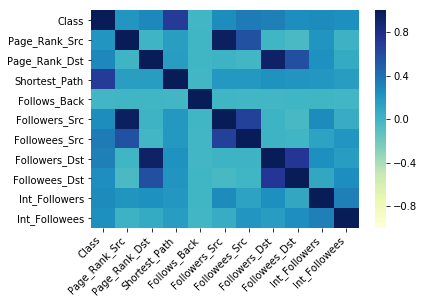 Class
Page_Rank_Src
Page_Rank_Dst
Shortest_Path
Follows_Back
Followers_Src
Followees_Src
Followers_Dst
Followees_Dst
Int_Followers
Int_Followees
Class
Page_Rank_Src
Page_Rank_Dst
Shortest_Path
Follows_Back
Followers_Src
Followees_Src
Followers_Dst
Followees_Dst
Int_Followers
Int_Followees
0.8
0.4
0.0
−0.4
−0.8